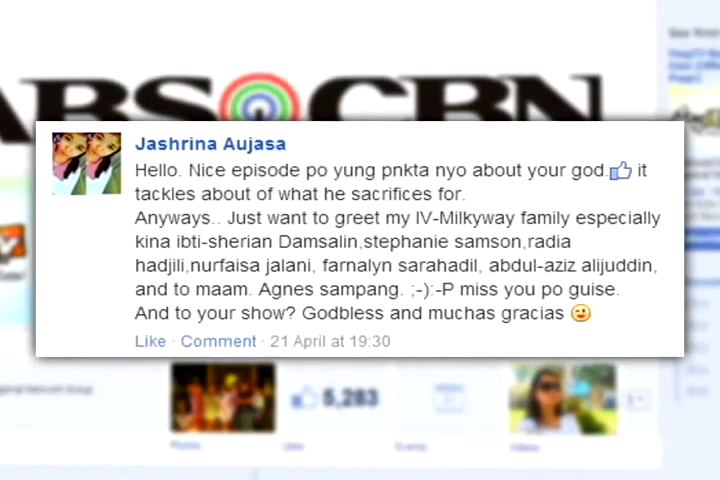 ABS CBN
Jashrina Aujasa
Hello. Nice episode po yung pnkta nyo about your god. it
tackles about of what he sacrifices for.
Anyways.. Just want to greet my IV-Milkyway family especially
kina ibti-sherian Damsalin,stephanie samson,radia
hadjili,nurfaisa jalani, farnalyn sarahadil, abdul-aziz alijuddin,
and to maam. Agnes sampang. ;-):-P miss you po guise.
And to your show? Godbless and muchas gracias
Like · Comment · 21 April at 19:30
5,283